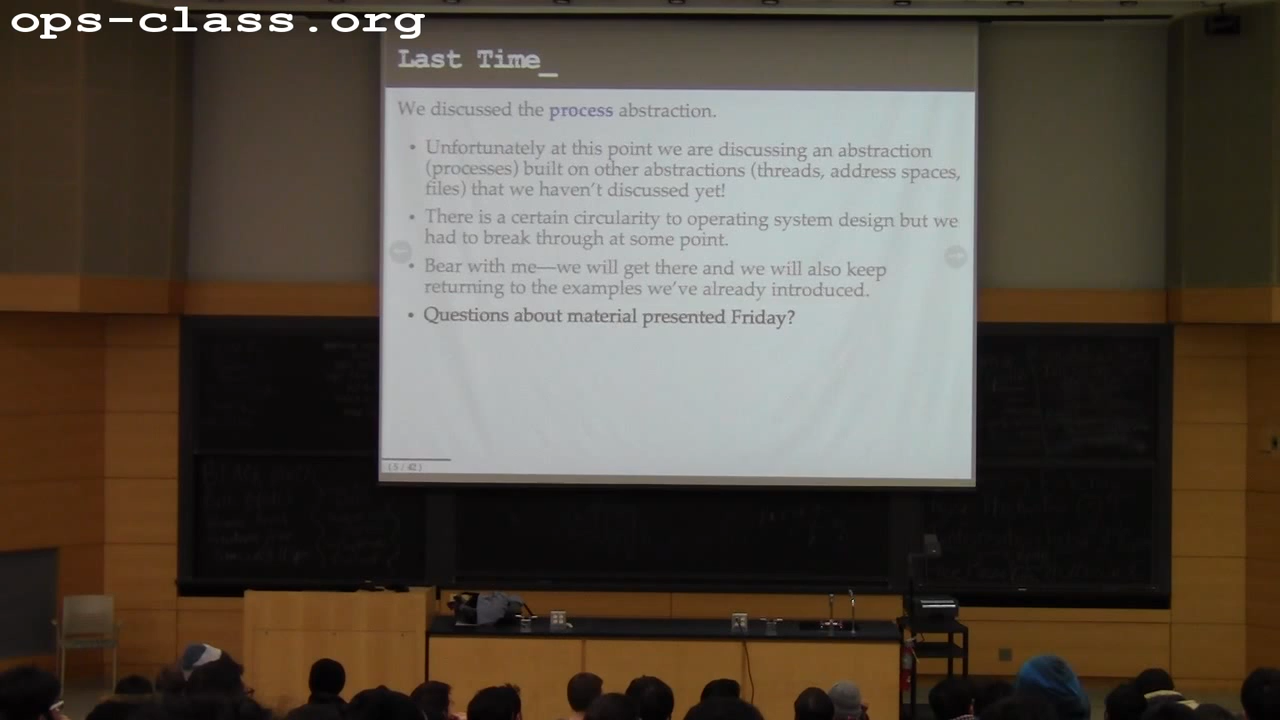 ops-class.org
Last Time_
We discussed the process abstraction.
• Unfortunately at this point we are discussing an abstraction
(processes) built on other abstractions (threads, address spaces,
files) that we haven't discussed yet!
• There is a certain circularity to operating system design but we
had to break through at some point.
• Bear with me—we will get there and we will also keep
returning to the examples we've already introduced.
• Questions about material presented Friday?
(5 / 42)